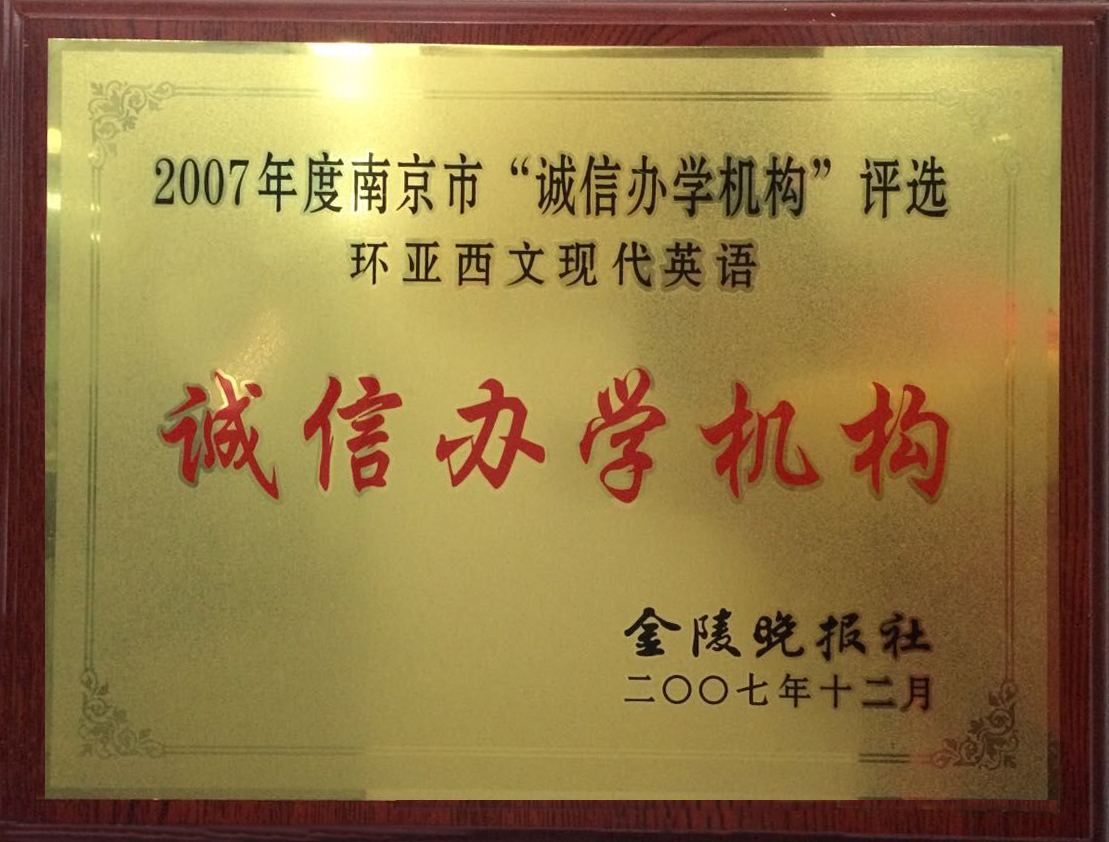 2007年度南京市“诚信办学机构”评选
环亚西文现代英语
诚信办学机构
金陵晚报社
二〇〇七年十二月